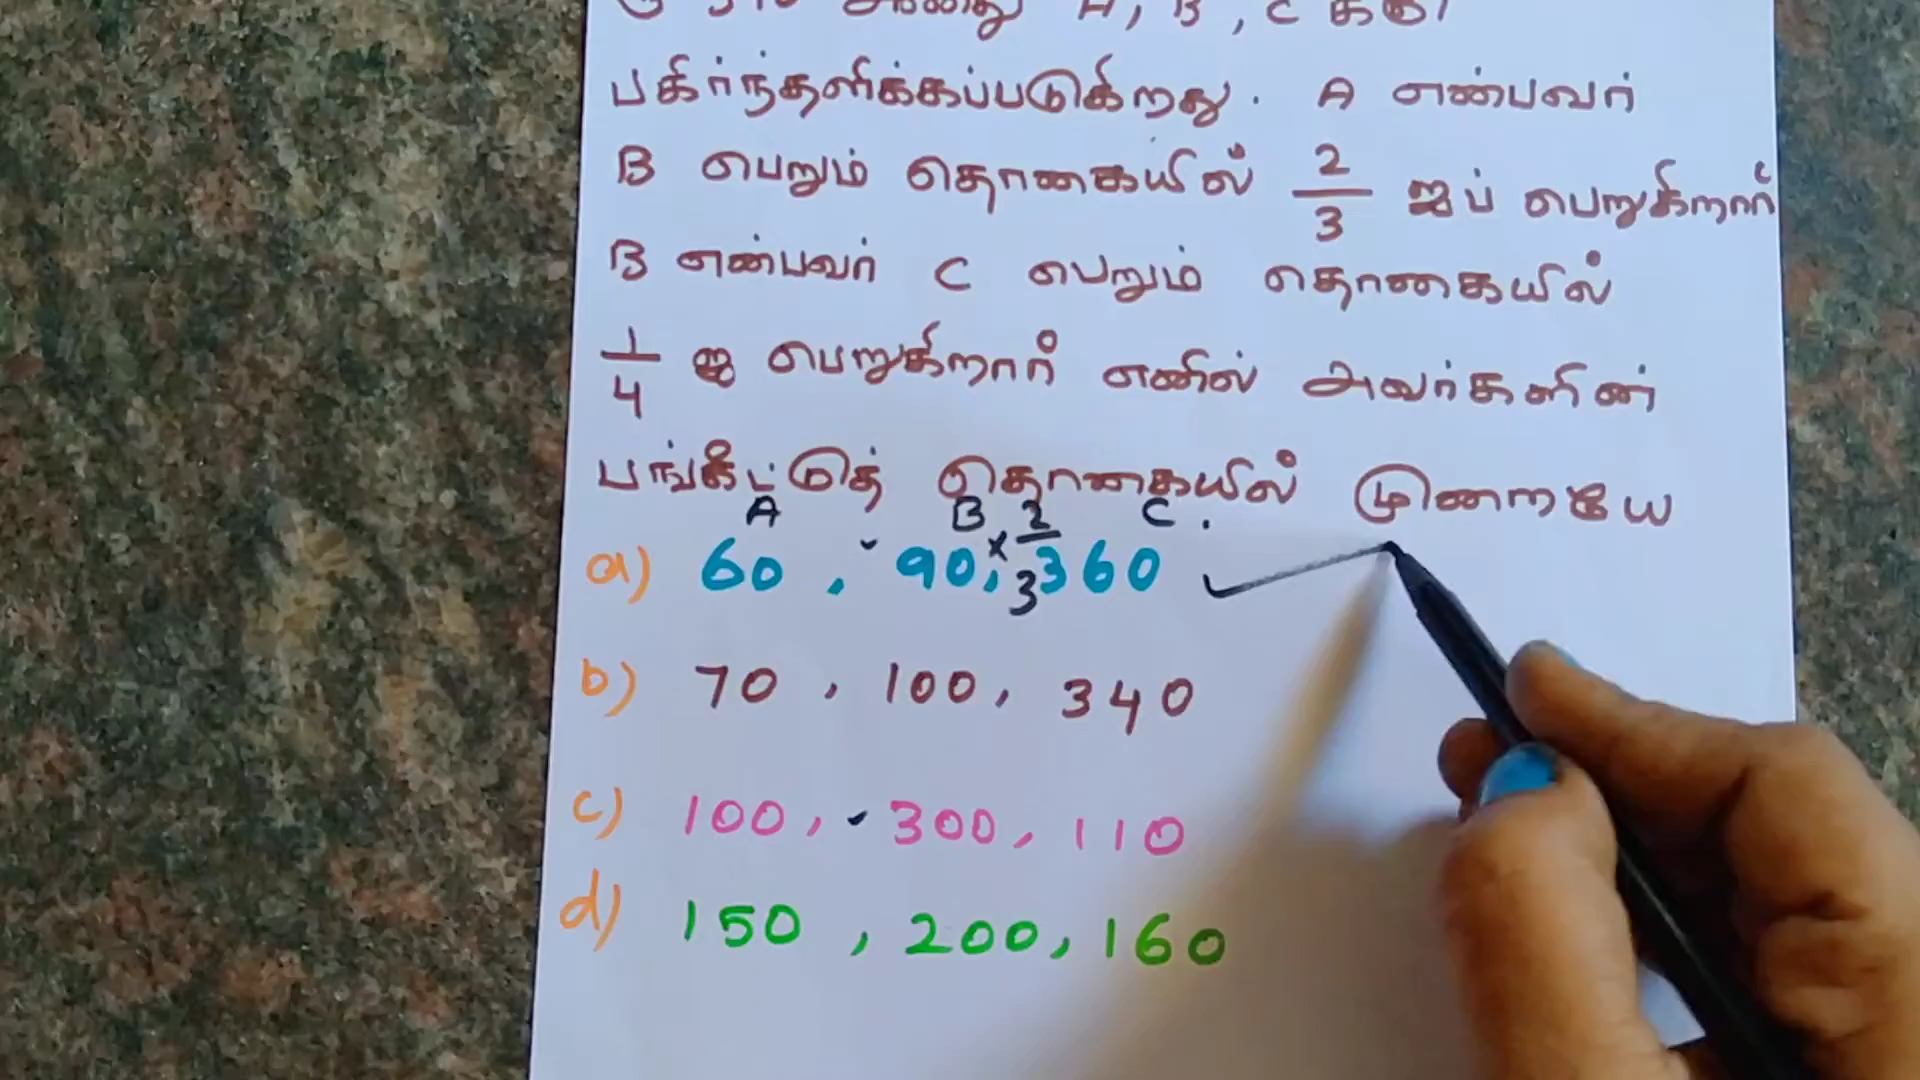 A, B, C க்கு
பகிர்ந்தளிக்கப்படுகிறது. A என்பவர்
B பெறும் தொகையில் 2/3 ஐப் பெறுகிறார்
B என்பவர் C பெறும் தொகையில்
1/4 ஐ பெறுகிறார் எனில் அவர்களின்
பங்கீட்டுத் தொகையில் முறையே
A B × 2/3 C .
a) 60 , 90, 360
b) 70 , 100, 340
c) 100, 300, 110
d) 150 , 200, 160